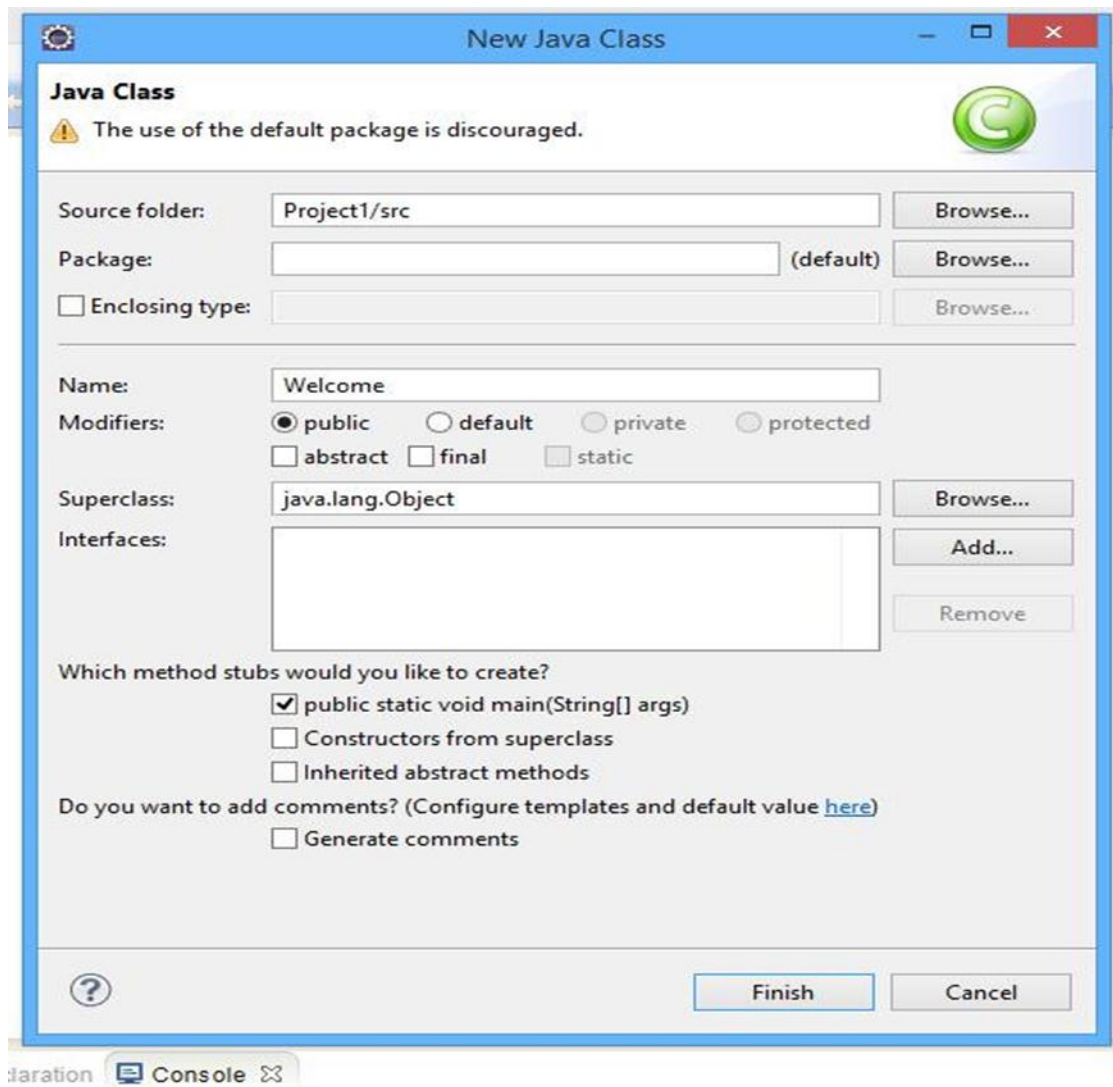 New Java Class
Java Class
The use of the default package is discouraged.
Source folder: Project1/src Browse...
Package: (default) Browse...
Enclosing type: Browse...
Name: Welcome
Modifiers: public default private protected
abstract final static
Superclass: java.lang.Object Browse...
Interfaces: Add...
Remove
Which method stubs would you like to create?
public static void main(String[] args)
Constructors from superclass
Inherited abstract methods
Do you want to add comments? (Configure templates and default value here)
Generate comments
? Finish Cancel
laration Console